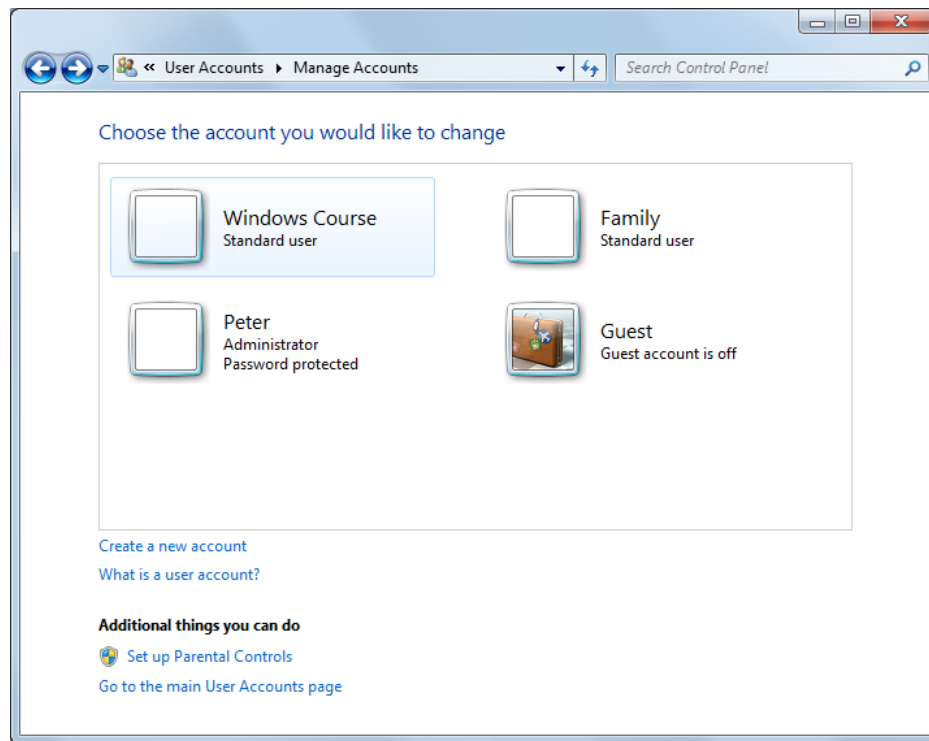 « User Accounts ▸ Manage Accounts
Search Control Panel
Choose the account you would like to change
Windows Course
Standard user
Family
Standard user
Peter
Administrator
Password protected
Guest
Guest account is off
Create a new account
What is a user account?
Additional things you can do
Set up Parental Controls
Go to the main User Accounts page